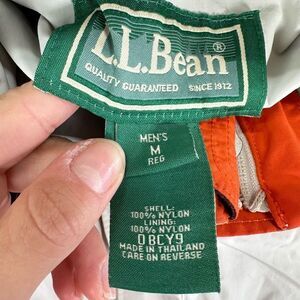 L.L.Bean®
QUALITY GUARANTEED SINCE 1912
MEN'S
M
REG
SHELL:
100% NYLON
LINING:
100% NYLON
0BCY9
MADE IN THAILAND
CARE ON REVERSE